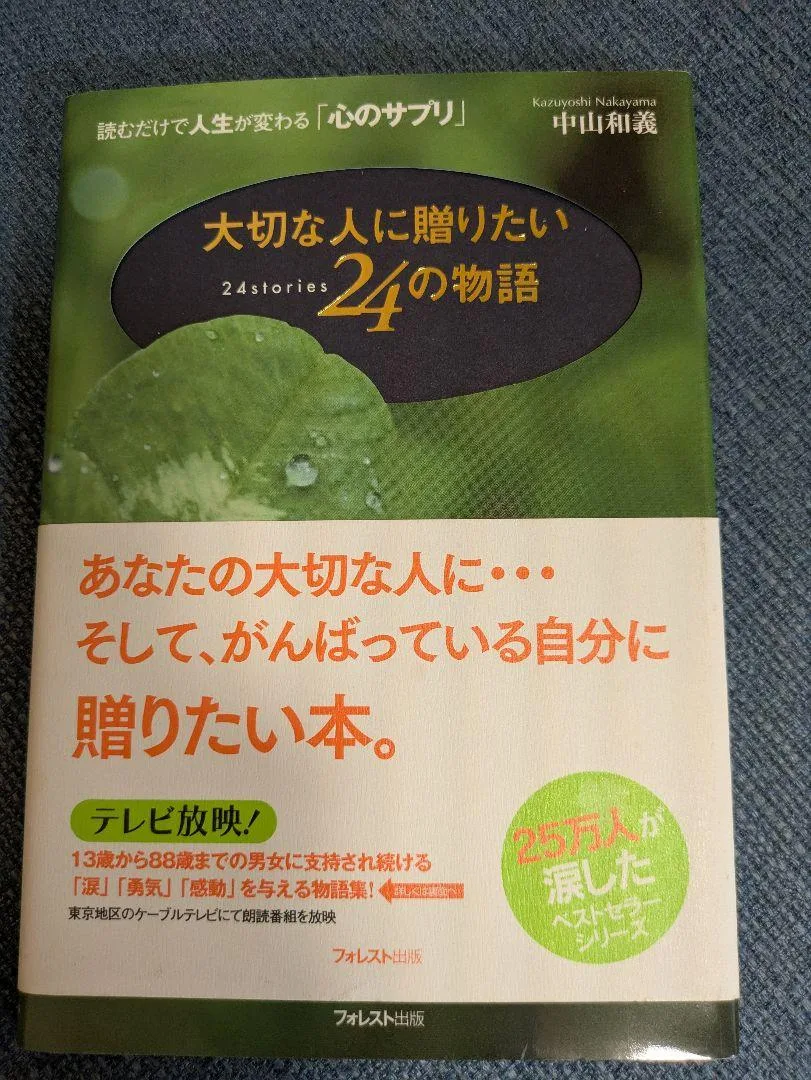 読むだけで人生が変わる「心のサプリ」
Kazuyoshi Nakayama
中山和義
大切な人に贈りたい
24stories 24の物語
あなたの大切な人に・・・
そして、がんばっている自分に
贈りたい本。
テレビ放映!
13歳から88歳までの男女に支持され続ける
「涙」「勇気」「感動」を与える物語集!
詳しくは裏面へ
東京地区のケーブルテレビにて朗読番組を放映
25万人が
涙した
ベストセラー
シリーズ
フォレスト出版
フォレスト出版